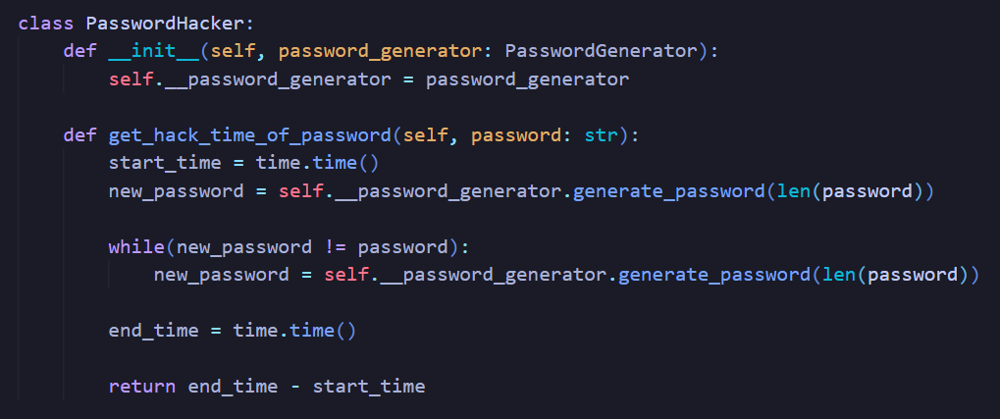 class PasswordHacker:
    def __init__(self, password_generator: PasswordGenerator):
        self.__password_generator = password_generator

    def get_hack_time_of_password(self, password: str):
        start_time = time.time()
        new_password = self.__password_generator.generate_password(len(password))

        while(new_password != password):
            new_password = self.__password_generator.generate_password(len(password))

        end_time = time.time()

        return end_time - start_time